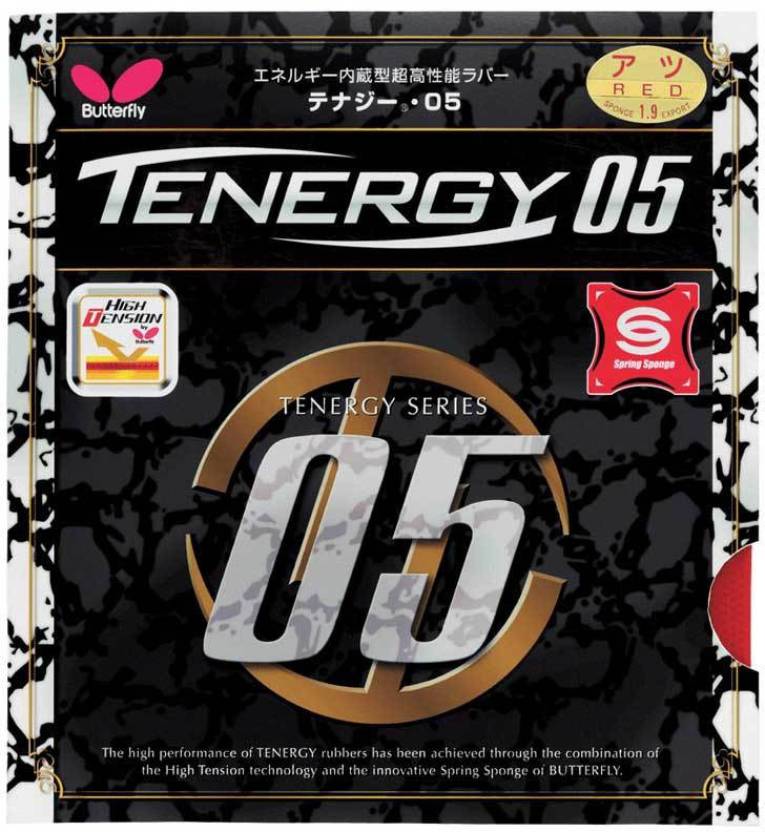 Butterfly
エネルギー内蔵型超高性能ラバー
テナジー・05
アツ
RED
SPONGE 1.9 EXPORT
TENERGY 05
HIGH
TENSION
by
Butterfly
Spring Sponge
TENERGY SERIES
05
The high performance of TENERGY rubbers has been achieved through the combination of
the High Tension technology and the innovative Spring Sponge of BUTTERFLY.